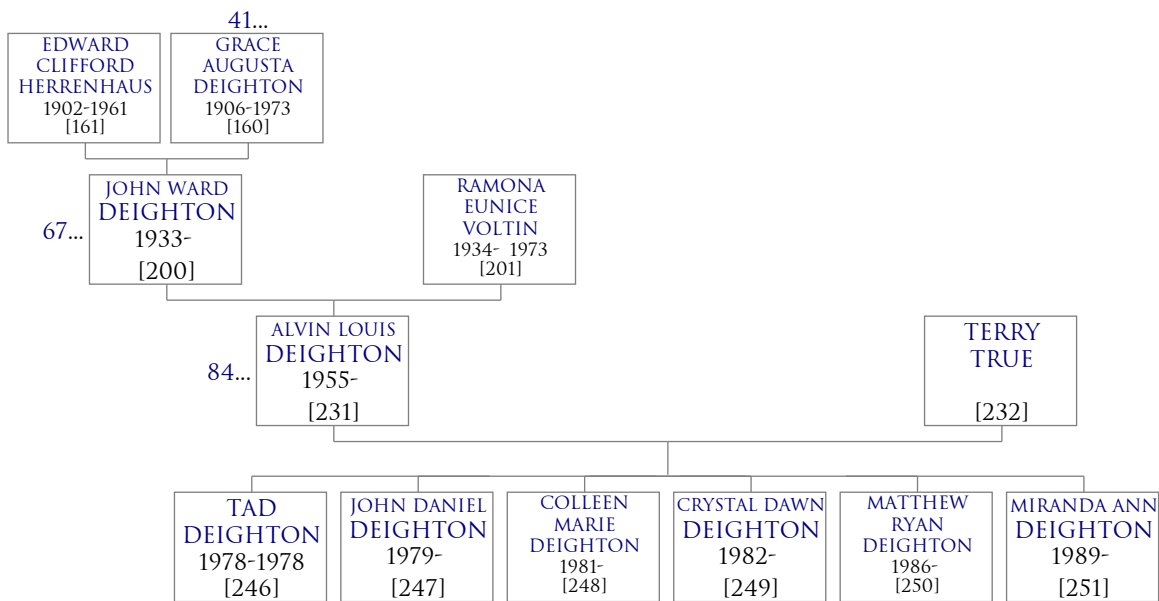 41...
EDWARD
CLIFFORD
HERRENHAUS
1902-1961
[161]
GRACE
AUGUSTA
DEIGHTON
1906-1973
[160]
67...
JOHN WARD
DEIGHTON
1933-
[200]
RAMONA
EUNICE
VOLTIN
1934- 1973
[201]
84...
ALVIN LOUIS
DEIGHTON
1955-
[231]
TERRY
TRUE
[232]
TAD
DEIGHTON
1978-1978
[246]
JOHN DANIEL
DEIGHTON
1979-
[247]
COLLEEN
MARIE
DEIGHTON
1981-
[248]
CRYSTAL DAWN
DEIGHTON
1982-
[249]
MATTHEW
RYAN
DEIGHTON
1986-
[250]
MIRANDA ANN
DEIGHTON
1989-
[251]